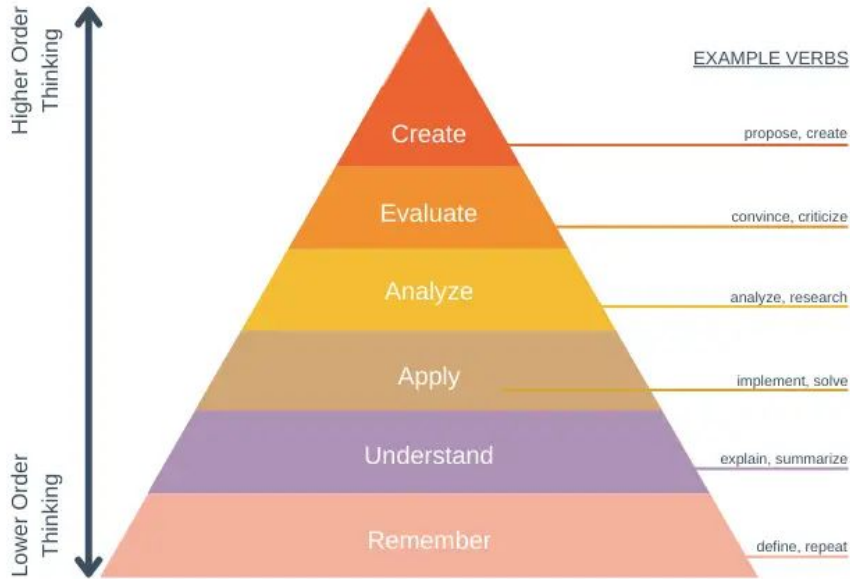 Higher Order
Thinking
EXAMPLE VERBS
Create
propose, create
Evaluate
convince, criticize
Analyze
analyze, research
Apply
implement, solve
Understand
explain, summarize
Lower Order
Thinking
Remember
define, repeat